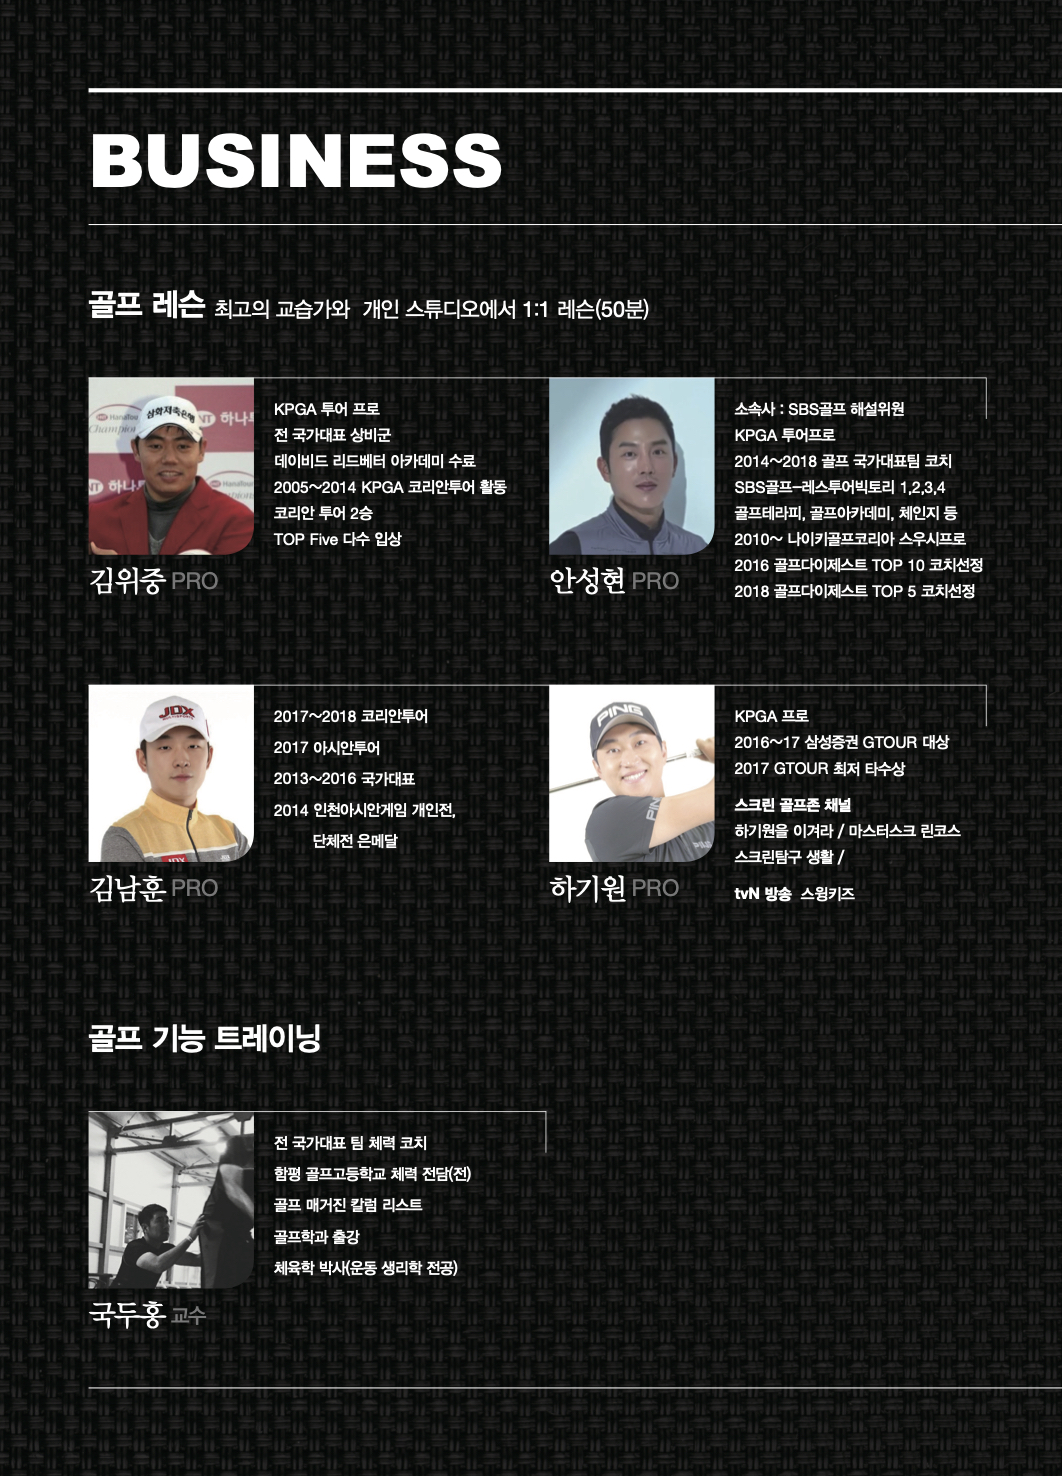 BUSINESS
골프 레슨 최고의 교습가와 개인 스튜디오에서 1:1 레슨(50분)
삼화저축은행
하나
Champion
KPGA 투어 프로
전 국가대표 상비군
데이비드 리드베터 아카데미 수료
2005~2014 KPGA 코리안투어 활동
코리안 투어 2승
TOP Five 다수 입상
김위중 PRO
소속사 : SBS골프 해설위원
KPGA 투어프로
2014~2018 골프 국가대표팀 코치
SBS골프-레스투어빅토리 1,2,3,4
골프테라피, 골프아카데미, 체인지 등
2010~ 나이키골프코리아 스우시프로
2016 골프다이제스트 TOP 10 코치선정
2018 골프다이제스트 TOP 5 코치선정
안성현 PRO
JDX
JDX
2017~2018 코리안투어
2017 아시안투어
2013~2016 국가대표
2014 인천아시안게임 개인전,
단체전 은메달
김남훈 PRO
PING
PIN
KPGA 프로
2016~17 삼성증권 GTOUR 대상
2017 GTOUR 최저 타수상
스크린 골프존 채널
하기원을 이겨라 / 마스터스크 린코스
스크린탐구 생활 /
tvN 방송 스윙키즈
하기원 PRO
골프 기능 트레이닝
전 국가대표 팀 체력 코치
함평 골프고등학교 체력 전담(전)
골프 매거진 칼럼 리스트
골프학과 출강
체육학 박사(운동 생리학 전공)
국두홍 교수